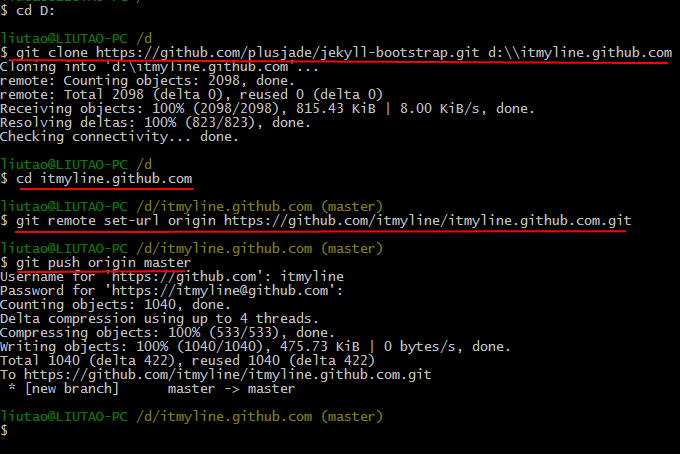 $ cd D:
liutao@LIUTAO-PC /d
$ git clone https://github.com/plusjade/jekyll-bootstrap.git d:\\itmyline.github.com
Cloning into 'd:\itmyline.github.com'...
remote: Counting objects: 2098, done.
remote: Total 2098 (delta 0), reused 0 (delta 0)
Receiving objects: 100% (2098/2098), 815.43 KiB | 8.00 KiB/s, done.
Resolving deltas: 100% (823/823), done.
Checking connectivity... done.
liutao@LIUTAO-PC /d
$ cd itmyline.github.com
liutao@LIUTAO-PC /d/itmyline.github.com (master)
$ git remote set-url origin https://github.com/itmyline/itmyline.github.com.git
liutao@LIUTAO-PC /d/itmyline.github.com (master)
$ git push origin master
Username for 'https://github.com': itmyline
Password for 'https://itmyline@github.com':
Counting objects: 1040, done.
Delta compression using up to 4 threads.
Compressing objects: 100% (533/533), done.
Writing objects: 100% (1040/1040), 475.73 KiB | 0 bytes/s, done.
Total 1040 (delta 422), reused 1040 (delta 422)
To https://github.com/itmyline/itmyline.github.com.git
 * [new branch]      master -> master
liutao@LIUTAO-PC /d/itmyline.github.com (master)
$